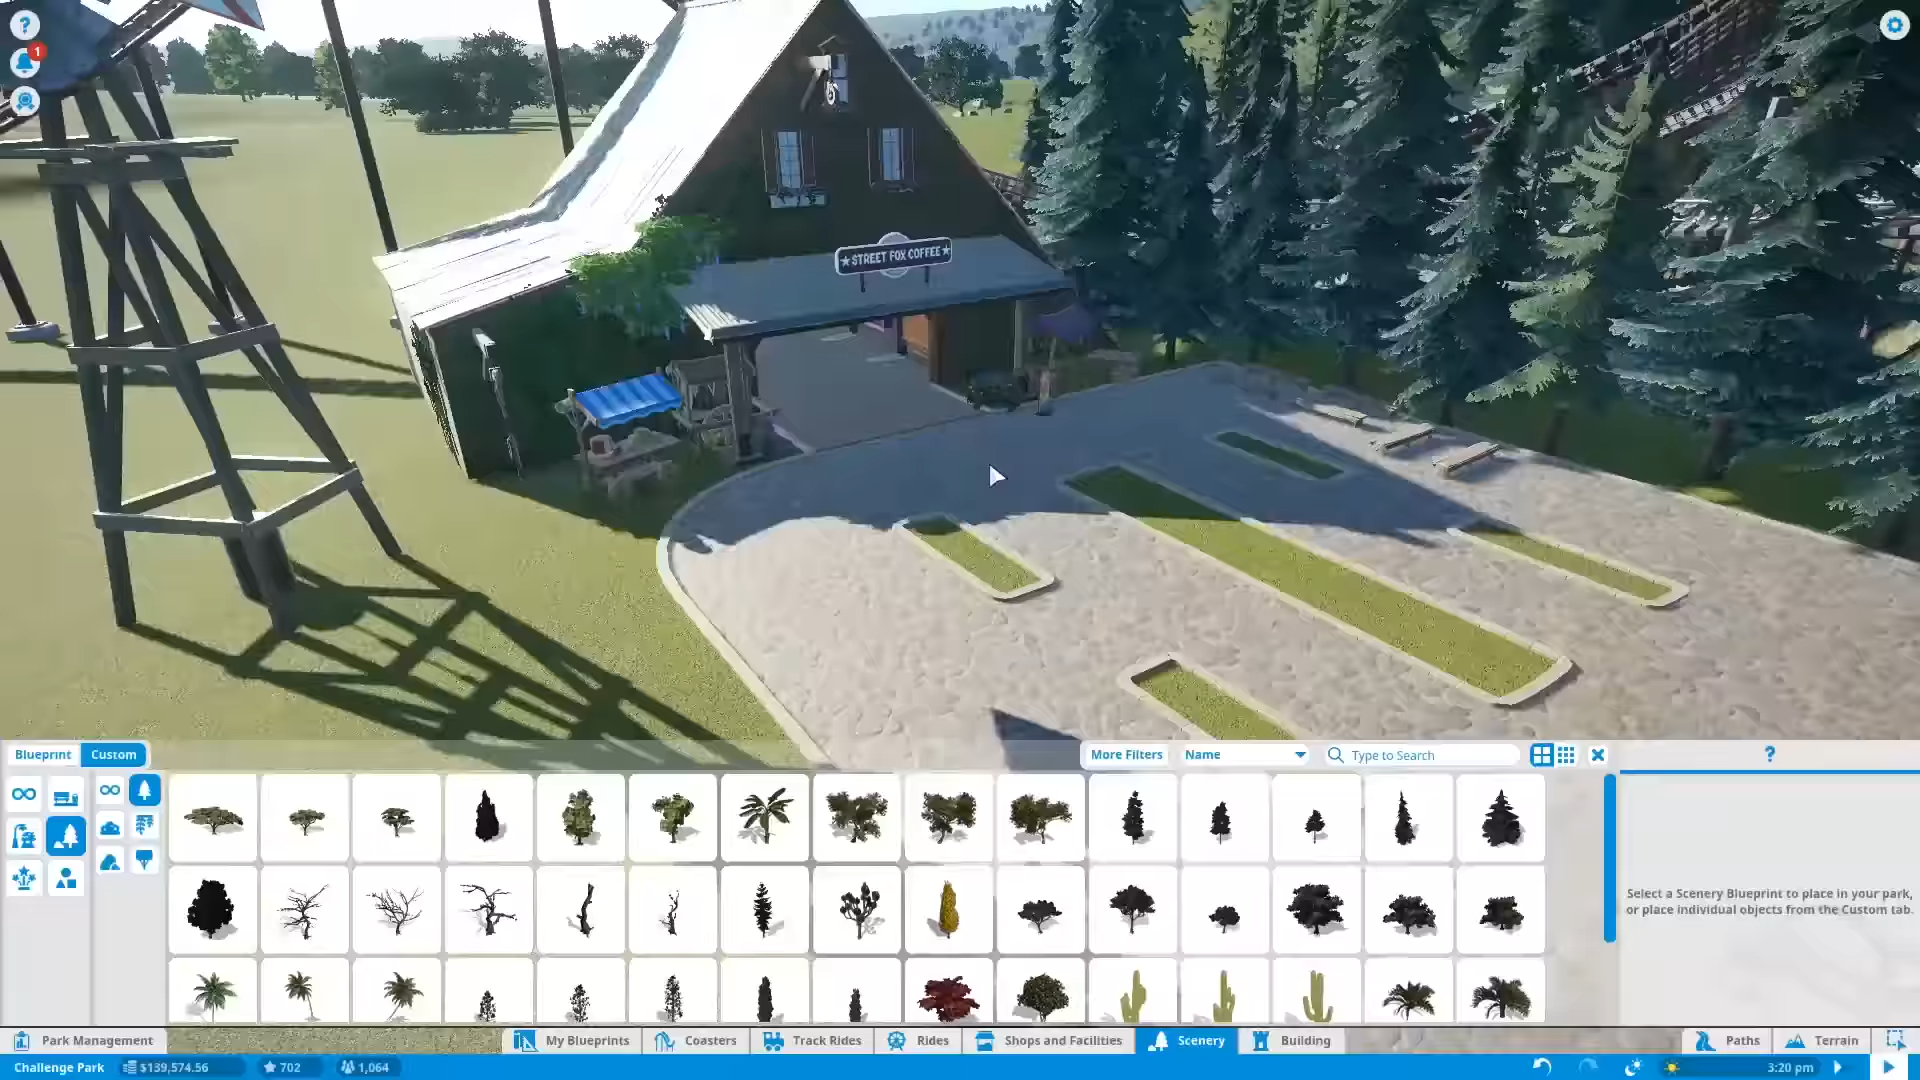 ?
1
★STREET FOX COFFEE★
Blueprint
Custom
More Filters
Name
Type to Search
?
Select a Scenery Blueprint to place in your park,
or place individual objects from the Custom tab.
Park Management
My Blueprints
Coasters
Track Rides
Rides
Shops and Facilities
Scenery
Building
Paths
Terrain
Challenge Park
$139,574.56
702
1,064
3:20 pm